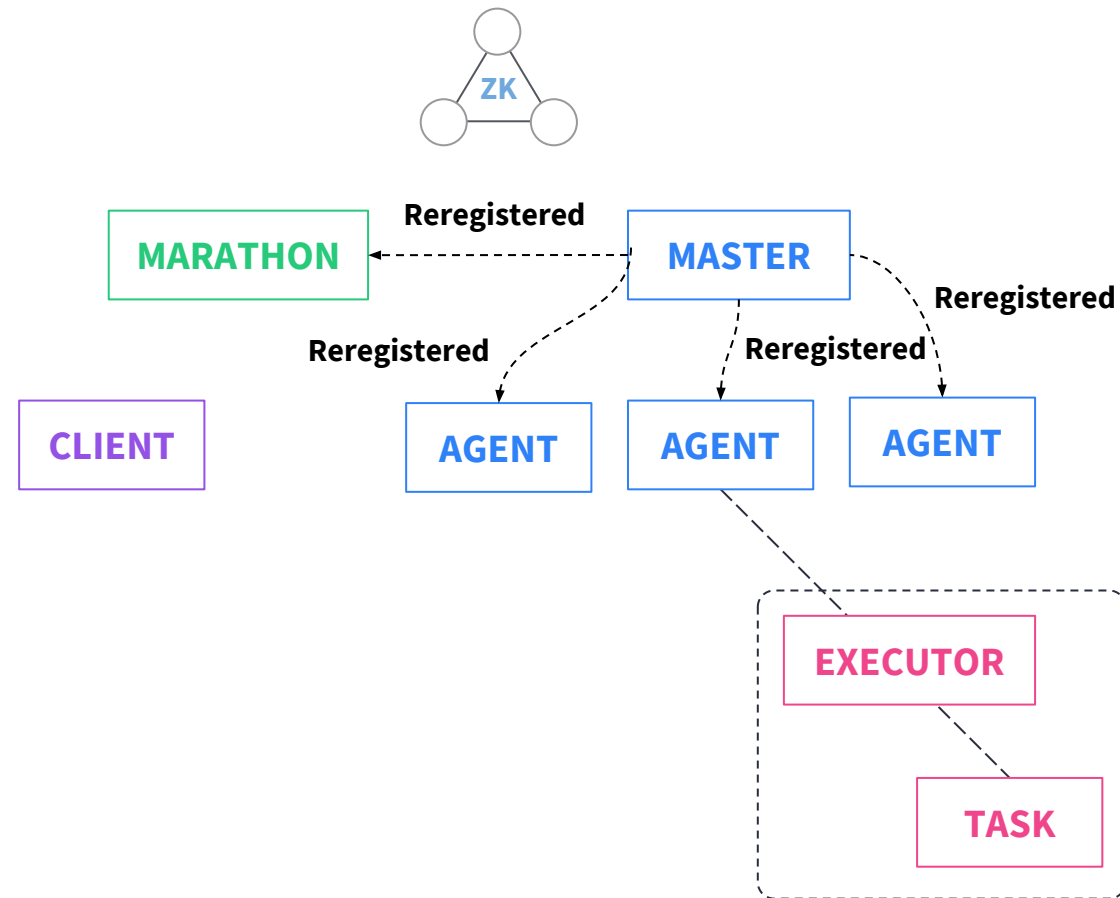 ZK
Reregistered
MARATHON
MASTER
Reregistered
Reregistered
Reregistered
CLIENT
AGENT
AGENT
AGENT
EXECUTOR
TASK